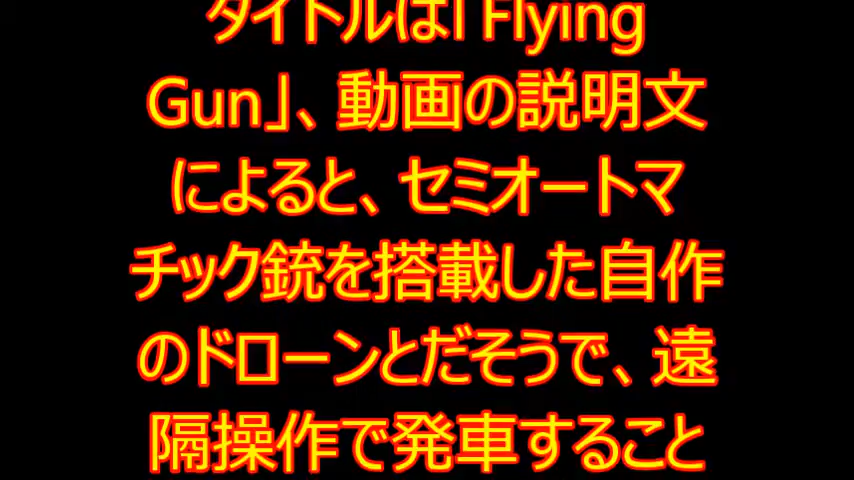 タイトルは「Flying
Gun」、動画の説明文
によると、セミオートマ
チック銃を搭載した自作
のドローンとだそうで、遠
隔操作で発車すること